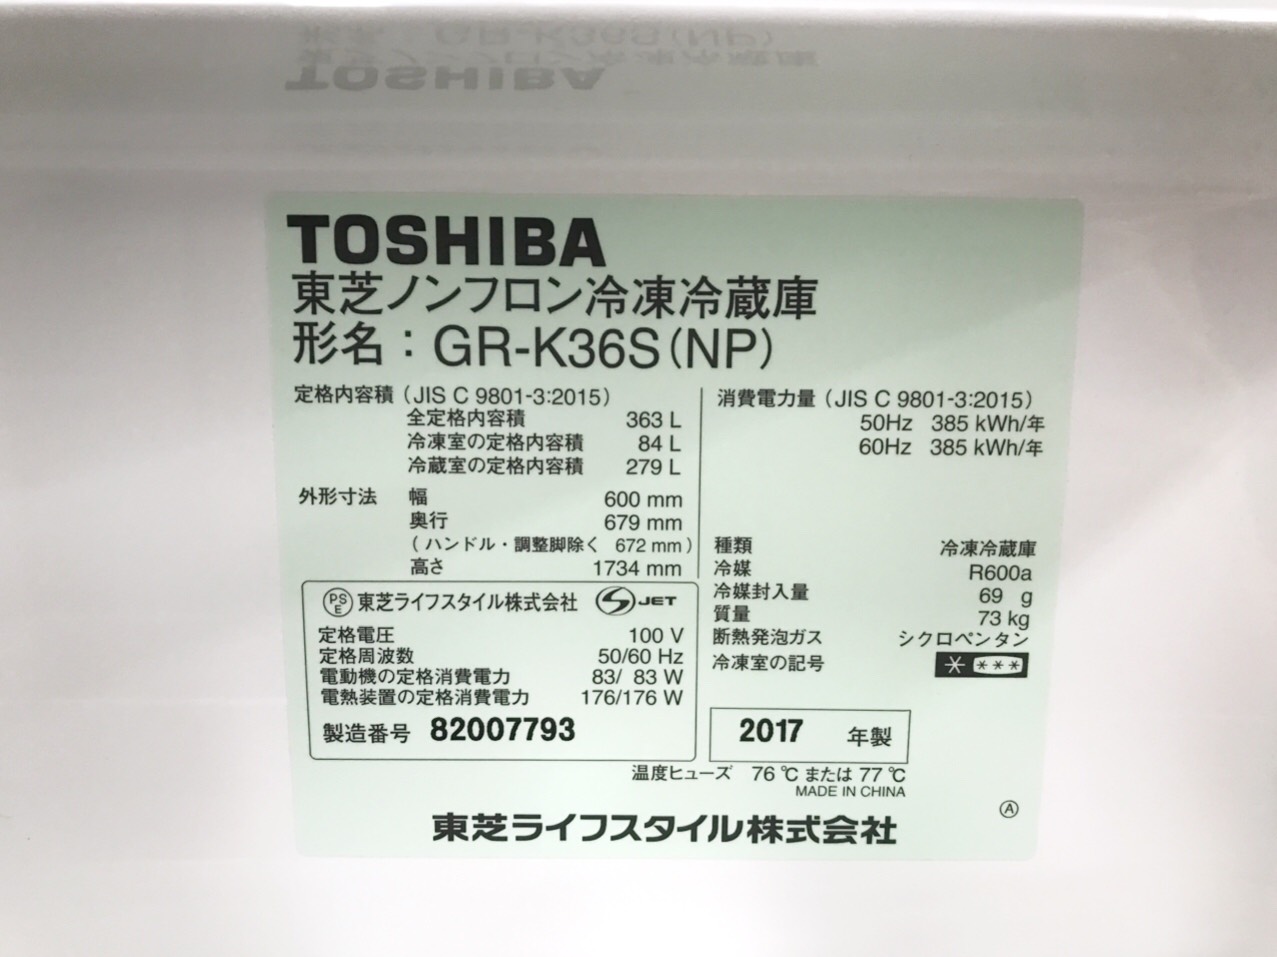 TOSHIBA
東芝ノンフロン冷凍冷蔵庫
形名：GR-K36S(NP)
定格内容積 (JIS C 9801-3:2015)
全定格内容積 363 L
冷凍室の定格内容積 84 L
冷蔵室の定格内容積 279 L
外形寸法 幅 600 mm
奥行 679 mm
(ハンドル・調整脚除く 672 mm)
高さ 1734 mm
PSE 東芝ライフスタイル株式会社 S JET
定格電圧 100 V
定格周波数 50/60 Hz
電動機の定格消費電力 83/ 83 W
電熱装置の定格消費電力 176/176 W
製造番号 82007793
消費電力量 (JIS C 9801-3:2015)
50Hz 385 kWh/年
60Hz 385 kWh/年
種類 冷凍冷蔵庫
冷媒 R600a
冷媒封入量 69 g
質量 73 kg
断熱発泡ガス シクロペンタン
冷凍室の記号 * ***
2017 年製
温度ヒューズ 76℃または77℃
MADE IN CHINA
Ⓐ
東芝ライフスタイル株式会社